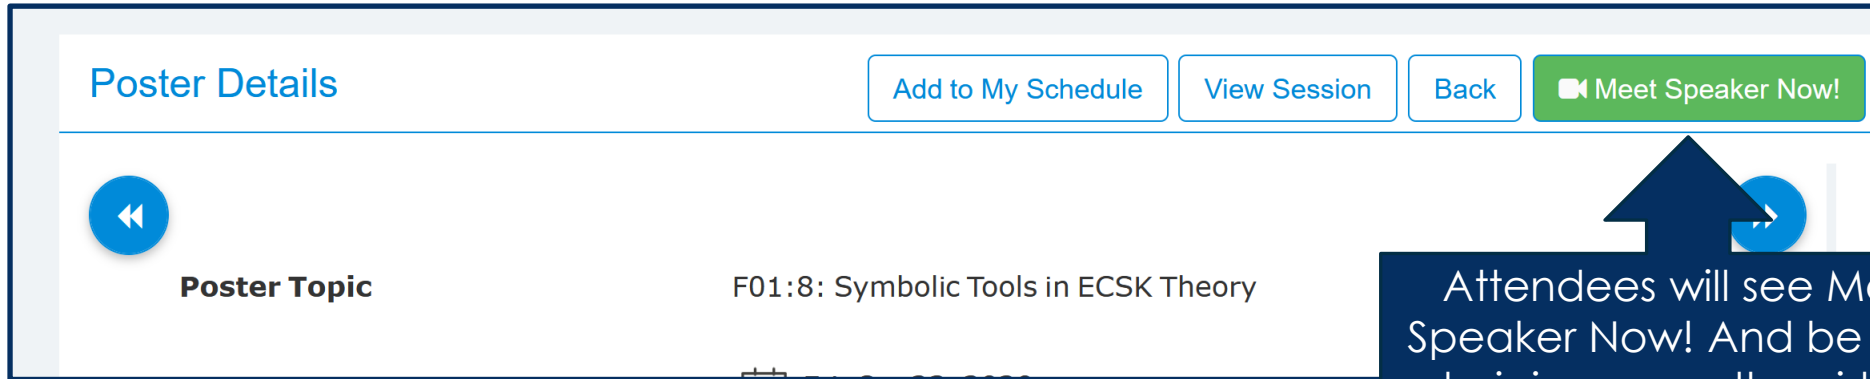 Poster Details
Add to My Schedule
View Session
Back
Meet Speaker Now!
Poster Topic
F01:8: Symbolic Tools in ECSK Theory
Attendees will see
Speaker Now! And be